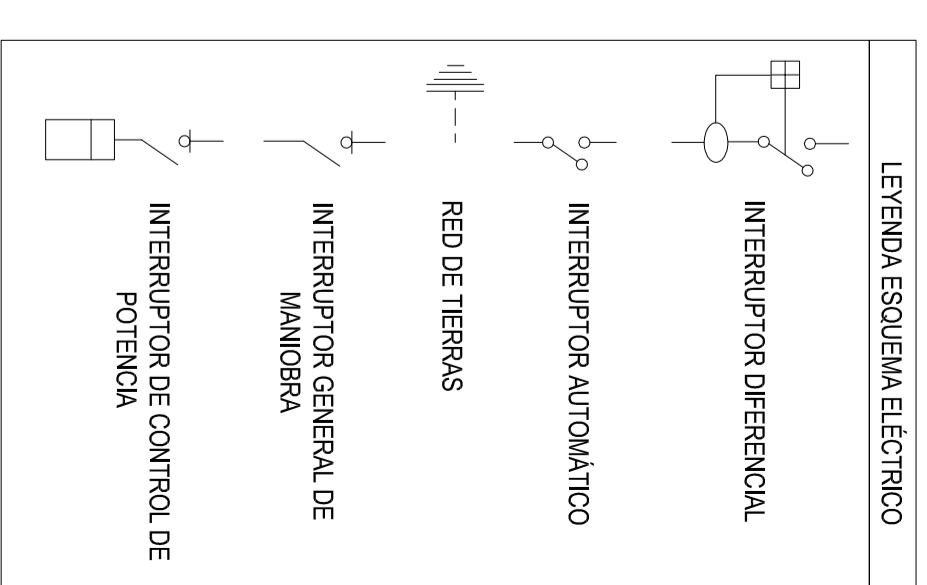 LEYENDA ESQUEMA ELÉCTRICO
INTERRUPTOR DIFERENCIAL
INTERRUPTOR AUTOMÁTICO
RED DE TIERRAS
INTERRUPTOR GENERAL DE
MANIOBRA
INTERRUPTOR DE CONTROL DE
POTENCIA